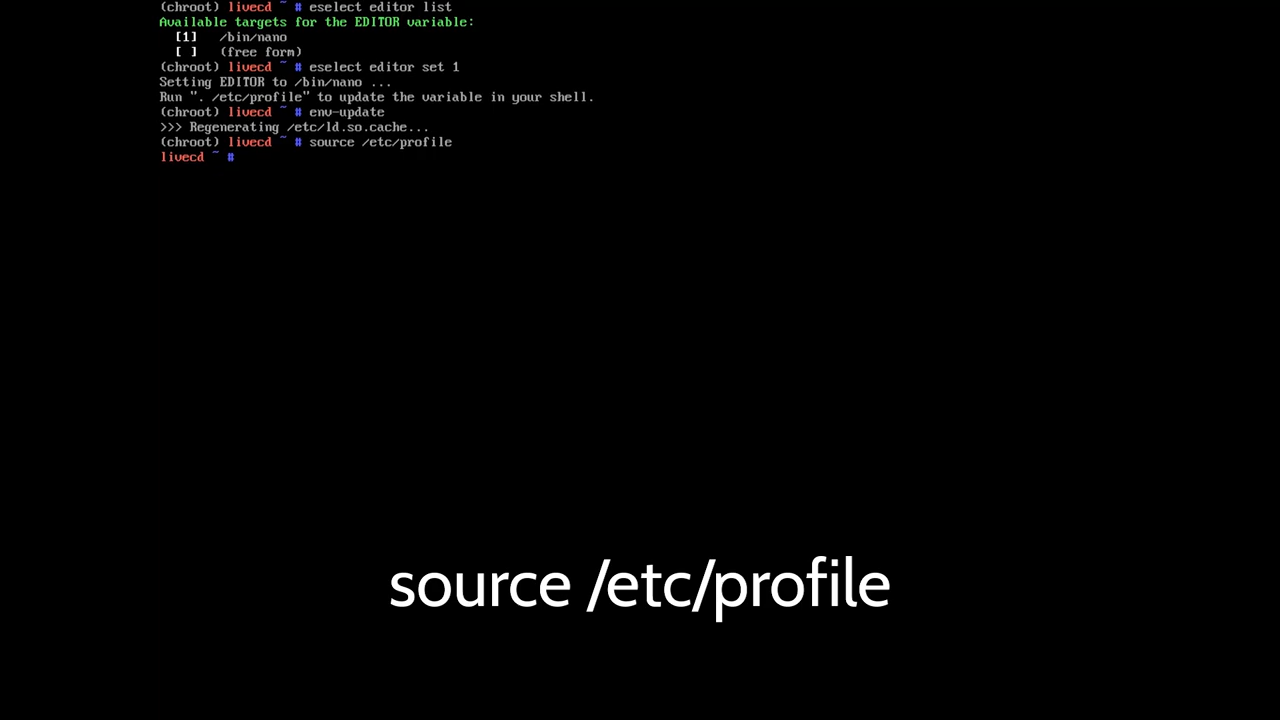 (chroot) livecd ~ # eselect editor list
Available targets for the EDITOR variable:
  [1]   /bin/nano
  [ ]   (free form)
(chroot) livecd ~ # eselect editor set 1
Setting EDITOR to /bin/nano ...
Run ". /etc/profile" to update the variable in your shell.
(chroot) livecd ~ # env-update
>>> Regenerating /etc/ld.so.cache...
(chroot) livecd ~ # source /etc/profile
livecd ~ #
source /etc/profile